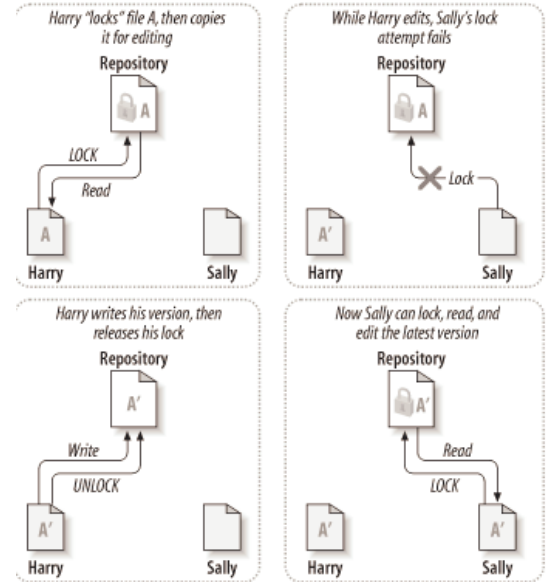 Harry "locks" file A, then copies
it for editing
Repository
A
LOCK
Read
A
Harry
Sally
While Harry edits, Sally's lock
attempt fails
Repository
A
Lock
A'
Harry
Sally
Harry writes his version, then
releases his lock
Repository
A'
Write
UNLOCK
A'
Harry
Sally
Now Sally can lock, read, and
edit the latest version
Repository
A'
Read
LOCK
A'
A'
Harry
Sally